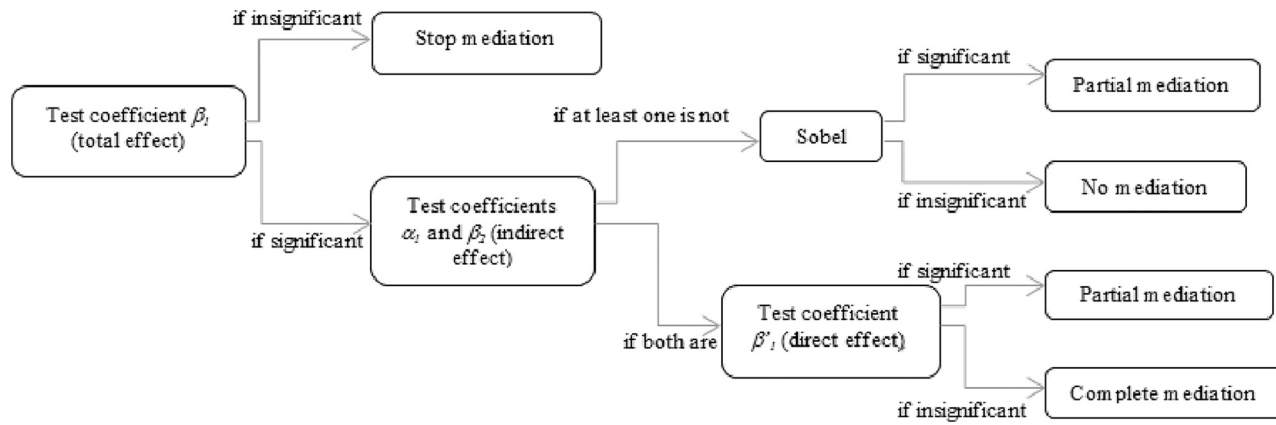 if insignificant
Stop mediation
Test coefficient β₁
(total effect)
if significant
Test coefficients
α₁ and β₂ (indirect
effect)
if at least one is not
Sobel
if significant
Partial mediation
if insignificant
No mediation
if both are
Test coefficient
β'₁ (direct effect)
if significant
Partial mediation
if insignificant
Complete mediation